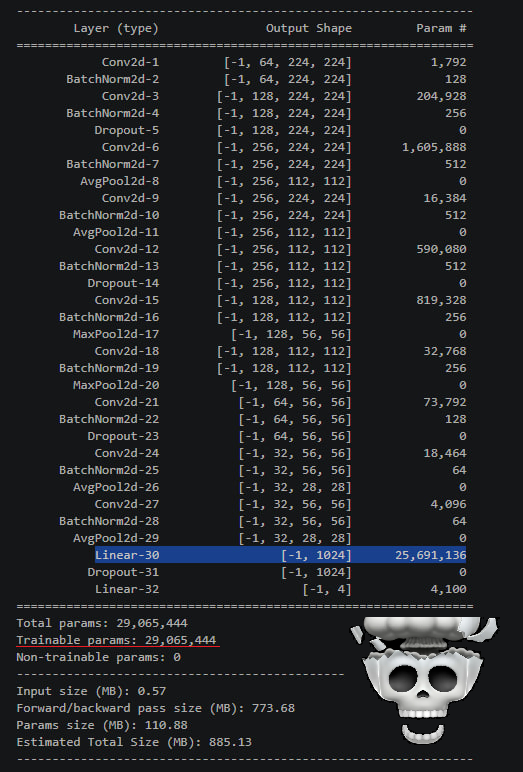 ----------------------------------------------------------------
Layer (type) Output Shape Param #
================================================================
Conv2d-1 [-1, 64, 224, 224] 1,792
BatchNorm2d-2 [-1, 64, 224, 224] 128
Conv2d-3 [-1, 128, 224, 224] 204,928
BatchNorm2d-4 [-1, 128, 224, 224] 256
Dropout-5 [-1, 128, 224, 224] 0
Conv2d-6 [-1, 256, 224, 224] 1,605,888
BatchNorm2d-7 [-1, 256, 224, 224] 512
AvgPool2d-8 [-1, 256, 112, 112] 0
Conv2d-9 [-1, 256, 224, 224] 16,384
BatchNorm2d-10 [-1, 256, 224, 224] 512
AvgPool2d-11 [-1, 256, 112, 112] 0
Conv2d-12 [-1, 256, 112, 112] 590,080
BatchNorm2d-13 [-1, 256, 112, 112] 512
Dropout-14 [-1, 256, 112, 112] 0
Conv2d-15 [-1, 128, 112, 112] 819,328
BatchNorm2d-16 [-1, 128, 112, 112] 256
MaxPool2d-17 [-1, 128, 56, 56] 0
Conv2d-18 [-1, 128, 112, 112] 32,768
BatchNorm2d-19 [-1, 128, 112, 112] 256
MaxPool2d-20 [-1, 128, 56, 56] 0
Conv2d-21 [-1, 64, 56, 56] 73,792
BatchNorm2d-22 [-1, 64, 56, 56] 128
Dropout-23 [-1, 64, 56, 56] 0
Conv2d-24 [-1, 32, 56, 56] 18,464
BatchNorm2d-25 [-1, 32, 56, 56] 64
AvgPool2d-26 [-1, 32, 28, 28] 0
Conv2d-27 [-1, 32, 56, 56] 4,096
BatchNorm2d-28 [-1, 32, 56, 56] 64
AvgPool2d-29 [-1, 32, 28, 28] 0
Linear-30 [-1, 1024] 25,691,136
Dropout-31 [-1, 1024] 0
Linear-32 [-1, 4] 4,100
================================================================
Total params: 29,065,444
Trainable params: 29,065,444
Non-trainable params: 0
----------------------------------------------------------------
Input size (MB): 0.57
Forward/backward pass size (MB): 773.68
Params size (MB): 110.88
Estimated Total Size (MB): 885.13
----------------------------------------------------------------